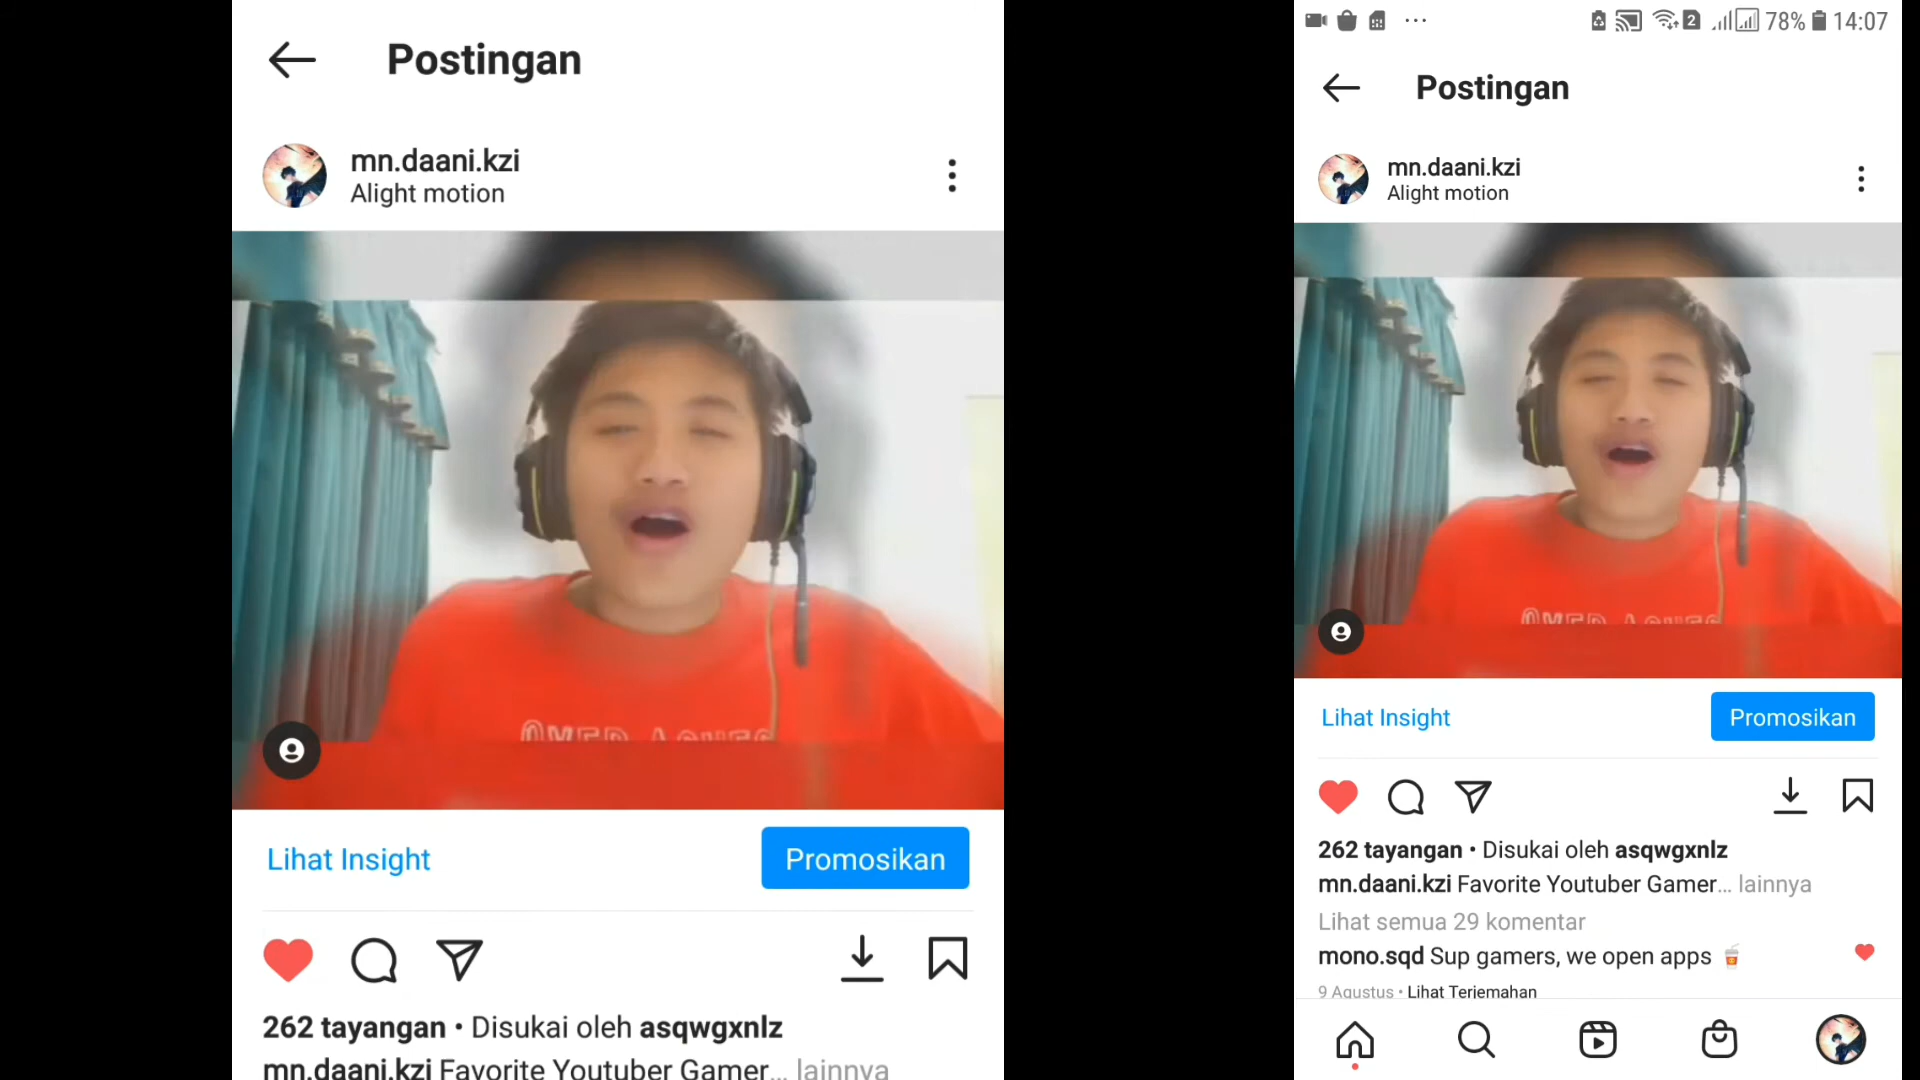 Postingan
mn.daani.kzi
Alight motion
Lihat Insight
Promosikan
262 tayangan • Disukai oleh asqwgxnlz
mn.daani.kzi Favorite Youtuber Gamer... lainnya
78% 14:07
Postingan
mn.daani.kzi
Alight motion
Lihat Insight
Promosikan
262 tayangan • Disukai oleh asqwgxnlz
mn.daani.kzi Favorite Youtuber Gamer... lainnya
Lihat semua 29 komentar
mono.sqd Sup gamers, we open apps 🥤
9 Agustus • Lihat Terjemahan